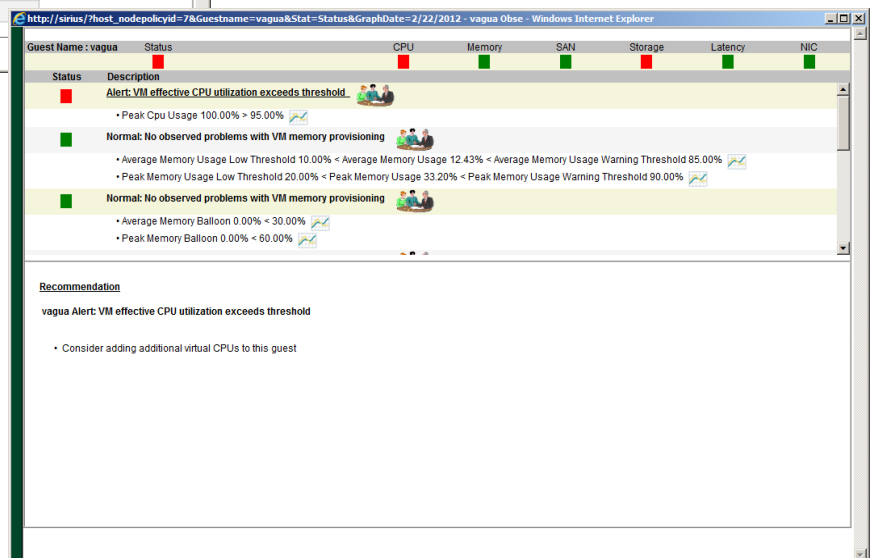 http://sirius/?host_nodepolicyid=7&Guestname=vagua&Stat=Status&GraphDate=2/22/2012 - vagua Obse - Windows Internet Explorer
Guest Name : vagua Status CPU Memory SAN Storage Latency NIC
Status Description
Alert: VM effective CPU utilization exceeds threshold
• Peak Cpu Usage 100.00% > 95.00%
Normal: No observed problems with VM memory provisioning
• Average Memory Usage Low Threshold 10.00% < Average Memory Usage 12.43% < Average Memory Usage Warning Threshold 85.00%
• Peak Memory Usage Low Threshold 20.00% < Peak Memory Usage 33.20% < Peak Memory Usage Warning Threshold 90.00%
Normal: No observed problems with VM memory provisioning
• Average Memory Balloon 0.00% < 30.00%
• Peak Memory Balloon 0.00% < 60.00%
Recommendation
vagua Alert: VM effective CPU utilization exceeds threshold
• Consider adding additional virtual CPUs to this guest